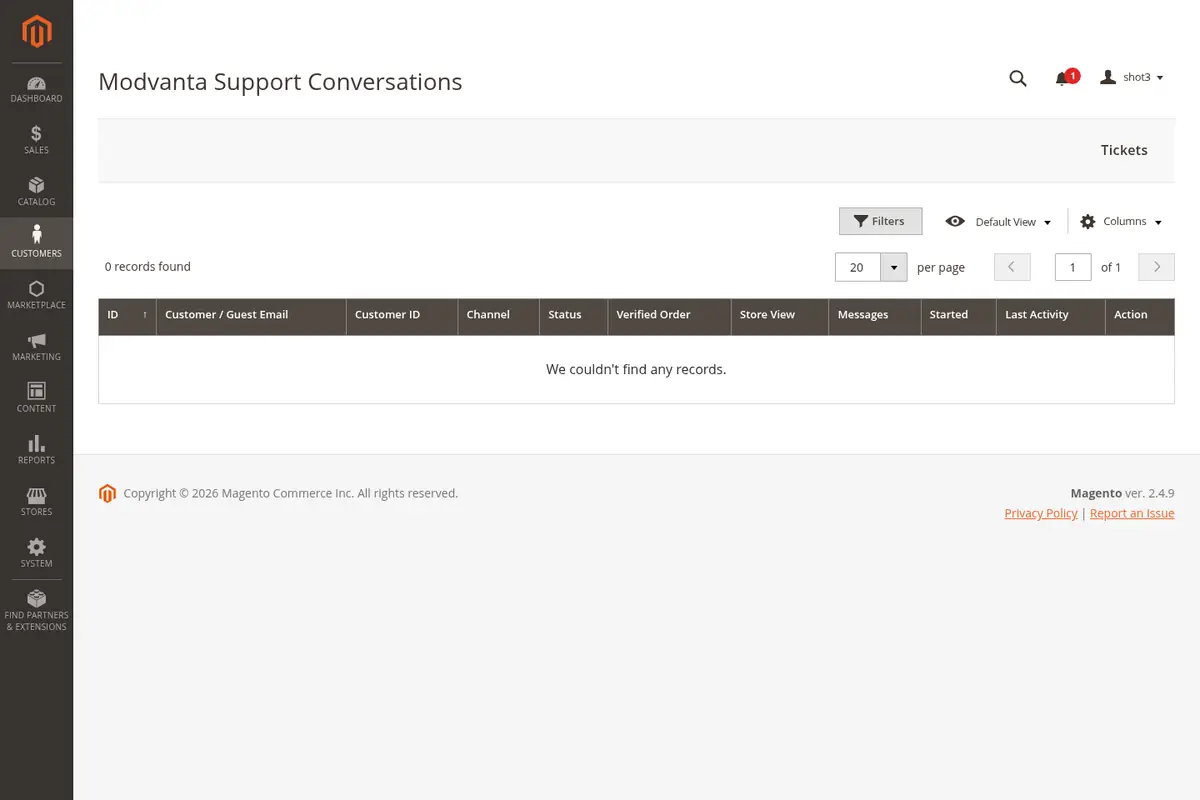 DASHBOARD
SALES
CATALOG
CUSTOMERS
MARKETPLACE
MARKETING
CONTENT
REPORTS
STORES
SYSTEM
FIND PARTNERS
& EXTENSIONS
Modvanta Support Conversations
1
shot3
Tickets
Filters
Default View
Columns
0 records found
20
per page
1
of 1
ID ↑ Customer / Guest Email Customer ID Channel Status Verified Order Store View Messages Started Last Activity Action
We couldn't find any records.
Copyright © 2026 Magento Commerce Inc. All rights reserved.
Magento ver. 2.4.9
Privacy Policy | Report an Issue